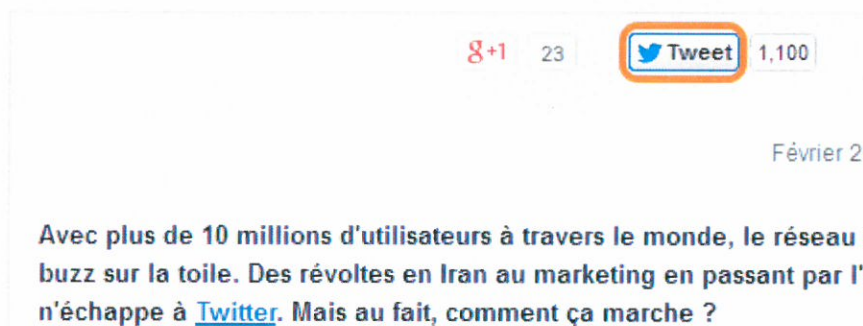 g+1 23 Tweet 1,100
Février 2
Avec plus de 10 millions d'utilisateurs à travers le monde, le réseau
buzz sur la toile. Des révoltes en Iran au marketing en passant par l'
n'échappe à Twitter. Mais au fait, comment ça marche ?